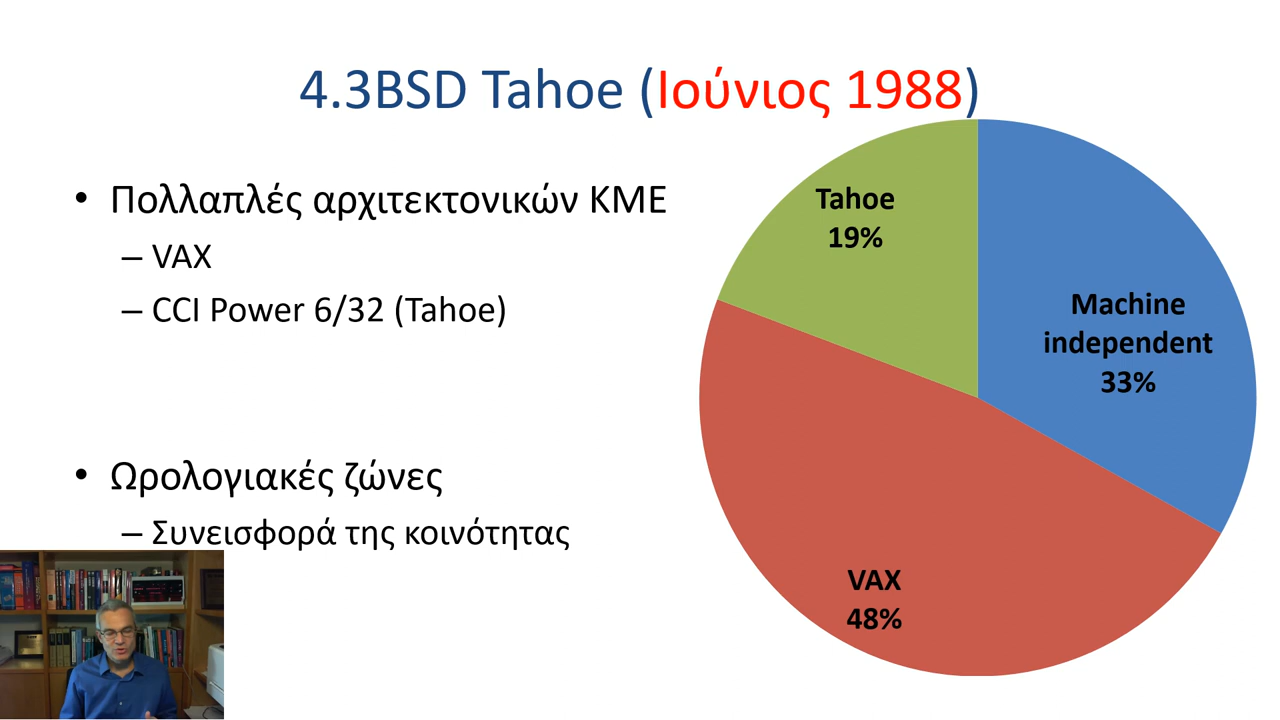 4.3BSD Tahoe (Ιούνιος 1988)
• Πολλαπλές αρχιτεκτονικών ΚΜΕ
– VAX
– CCI Power 6/32 (Tahoe)
• Ωρολογιακές ζώνες
– Συνεισφορά της κοινότητας
Tahoe
19%
Machine
independent
33%
VAX
48%